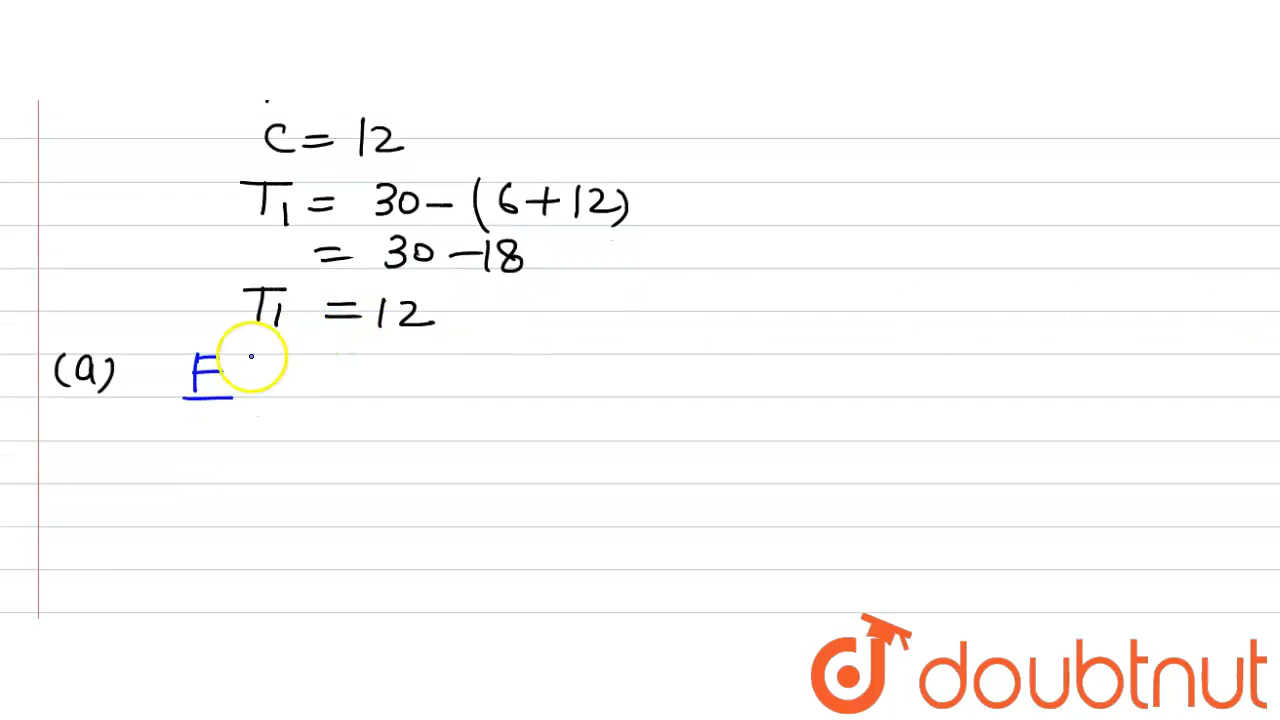 C = 12
T1 = 30 - (6 + 12)
= 30 - 18
T1 = 12
(a) F
doubtnut